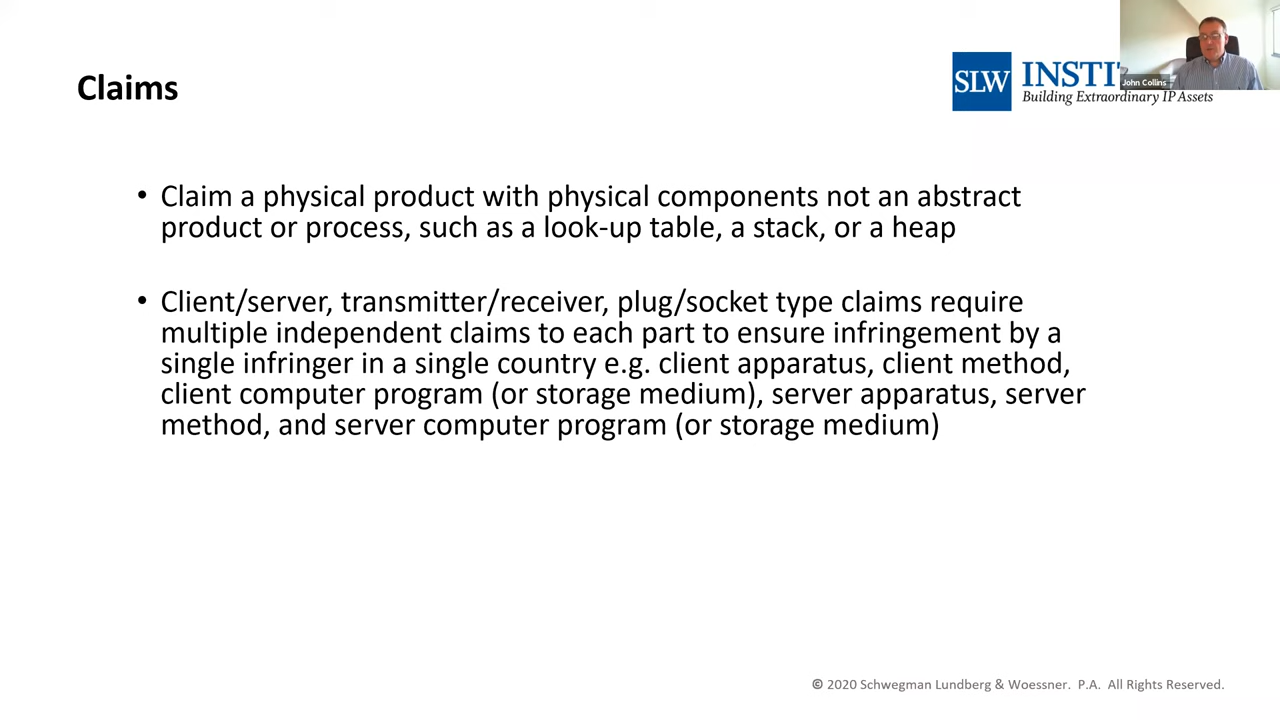 Claims
SLW INSTI
Building Extraordinary IP Assets
John Collins
• Claim a physical product with physical components not an abstract
product or process, such as a look-up table, a stack, or a heap
• Client/server, transmitter/receiver, plug/socket type claims require
multiple independent claims to each part to ensure infringement by a
single infringer in a single country e.g. client apparatus, client method,
client computer program (or storage medium), server apparatus, server
method, and server computer program (or storage medium)
© 2020 Schwegman Lundberg & Woessner. P.A. All Rights Reserved.